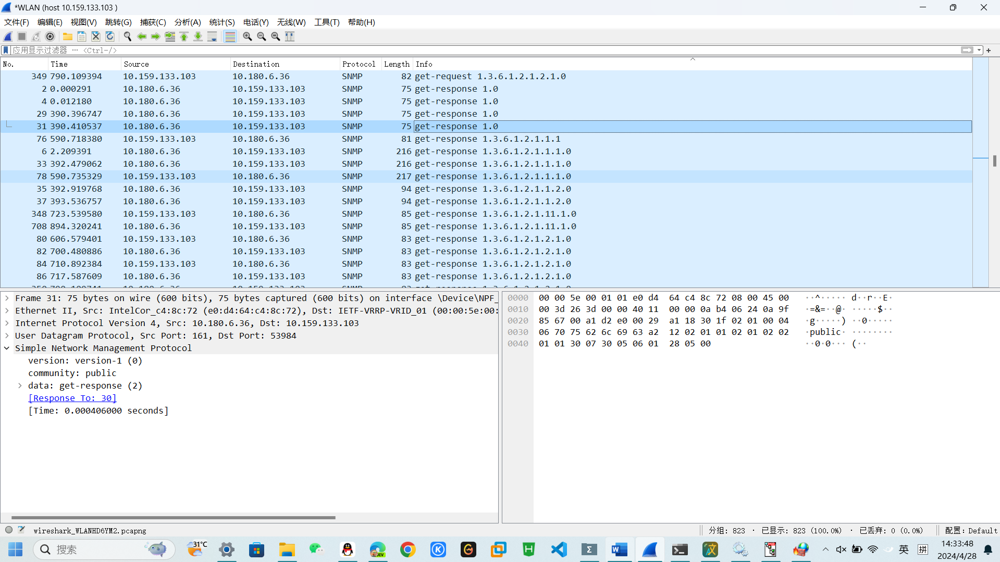 *WLAN (host 10.159.133.103 )
文件(F) 编辑(E) 视图(V) 跳转(G) 捕获(C) 分析(A) 统计(S) 电话(Y) 无线(W) 工具(T) 帮助(H)
应用显示过滤器 … <Ctrl-/>
No. Time Source Destination Protocol Length Info
349 790.109394 10.159.133.103 10.180.6.36 SNMP 82 get-request 1.3.6.1.2.1.2.1.0
2 0.000291 10.180.6.36 10.159.133.103 SNMP 75 get-response 1.0
4 0.012180 10.180.6.36 10.159.133.103 SNMP 75 get-response 1.0
29 390.396747 10.180.6.36 10.159.133.103 SNMP 75 get-response 1.0
31 390.410537 10.180.6.36 10.159.133.103 SNMP 75 get-response 1.0
76 590.718380 10.159.133.103 10.180.6.36 SNMP 81 get-response 1.3.6.1.2.1.1.1
6 2.209391 10.180.6.36 10.159.133.103 SNMP 216 get-response 1.3.6.1.2.1.1.1.0
33 392.479062 10.180.6.36 10.159.133.103 SNMP 216 get-response 1.3.6.1.2.1.1.1.0
78 590.735329 10.159.133.103 10.180.6.36 SNMP 217 get-response 1.3.6.1.2.1.1.1.0
35 392.919768 10.180.6.36 10.159.133.103 SNMP 94 get-response 1.3.6.1.2.1.1.2.0
37 393.536757 10.180.6.36 10.159.133.103 SNMP 94 get-response 1.3.6.1.2.1.1.2.0
348 723.539580 10.159.133.103 10.180.6.36 SNMP 85 get-response 1.3.6.1.2.1.11.1.0
708 894.320241 10.180.6.36 10.159.133.103 SNMP 85 get-response 1.3.6.1.2.1.11.1.0
80 606.579401 10.159.133.103 10.180.6.36 SNMP 83 get-response 1.3.6.1.2.1.2.1.0
82 700.480886 10.180.6.36 10.159.133.103 SNMP 83 get-response 1.3.6.1.2.1.2.1.0
84 710.892384 10.159.133.103 10.180.6.36 SNMP 83 get-response 1.3.6.1.2.1.2.1.0
86 717.587609 10.180.6.36 10.159.133.103 SNMP 83 get-response 1.3.6.1.2.1.2.1.0
Frame 31: 75 bytes on wire (600 bits), 75 bytes captured (600 bits) on interface \Device\NPF_
Ethernet II, Src: IntelCor_c4:8c:72 (e0:d4:64:c4:8c:72), Dst: IETF-VRRP-VRID_01 (00:00:5e:00:
Internet Protocol Version 4, Src: 10.180.6.36, Dst: 10.159.133.103
User Datagram Protocol, Src Port: 161, Dst Port: 53984
Simple Network Management Protocol
version: version-1 (0)
community: public
data: get-response (2)
[Response To: 30]
[Time: 0.000406000 seconds]
0000 00 00 5e 00 01 01 e0 d4 64 c4 8c 72 08 00 45 00 ··^····· d··r··E·
0010 00 3d 26 3d 00 00 40 11 00 00 0a b4 06 24 0a 9f ·=&=··@· ·····$··
0020 85 67 00 a1 d2 e0 00 29 a1 18 30 1f 02 01 00 04 ·g·····) ··0·····
0030 06 70 75 62 6c 69 63 a2 12 02 01 01 02 01 02 02 ·public· ········
0040 01 01 30 07 30 05 06 01 28 05 00 ··0·0··· (··
wireshark_WLANHD6YM2.pcapng 分组: 823 · 已显示: 823 (100.0%) · 已丢弃: 0 (0.0%) 配置: Default
搜索 31°C DEV 英 拼 14:33:48
2024/4/28